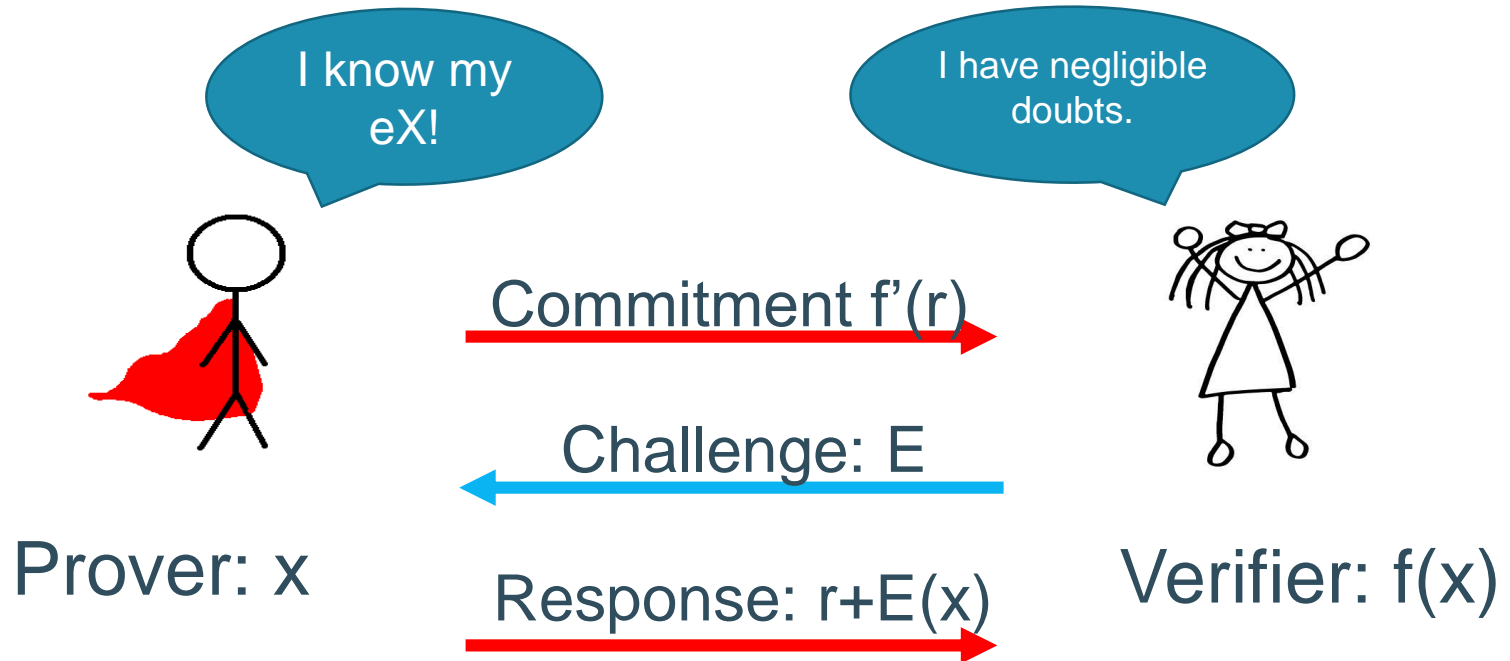 I know my
eX!
I have negligible
doubts.
Commitment f’(r)
Challenge: E
Prover: x
Response: r+E(x)
Verifier: f(x)